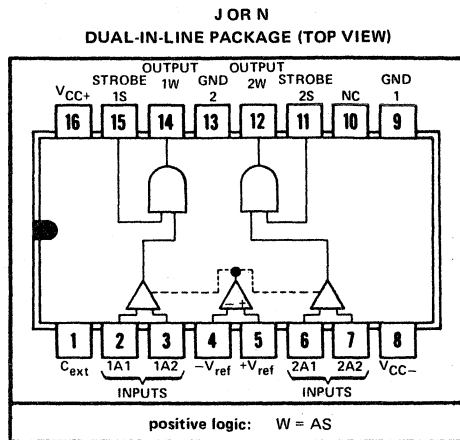 J OR N
DUAL-IN-LINE PACKAGE (TOP VIEW)
VCC+ STROBE 1S OUTPUT 1W GND 2 OUTPUT 2W STROBE 2S NC GND 1
16 15 14 13 12 11 10 9
- +
1 2 3 4 5 6 7 8
Cext 1A1 1A2 -Vref +Vref 2A1 2A2 VCC-
INPUTS INPUTS
positive logic: W = AS